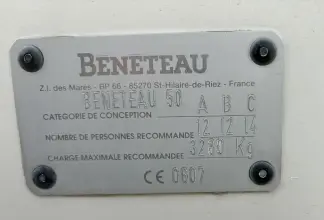 BENETEAU
Z.I. des Mares - BP 66 - 85270 St-Hilaire-de-Riez - France
BENETEAU 50
A B C
CATEGORIE DE CONCEPTION
NOMBRE DE PERSONNES RECOMMANDE 12 12 14
CHARGE MAXIMALE RECOMMANDEE 3280 Kg
CE 0607